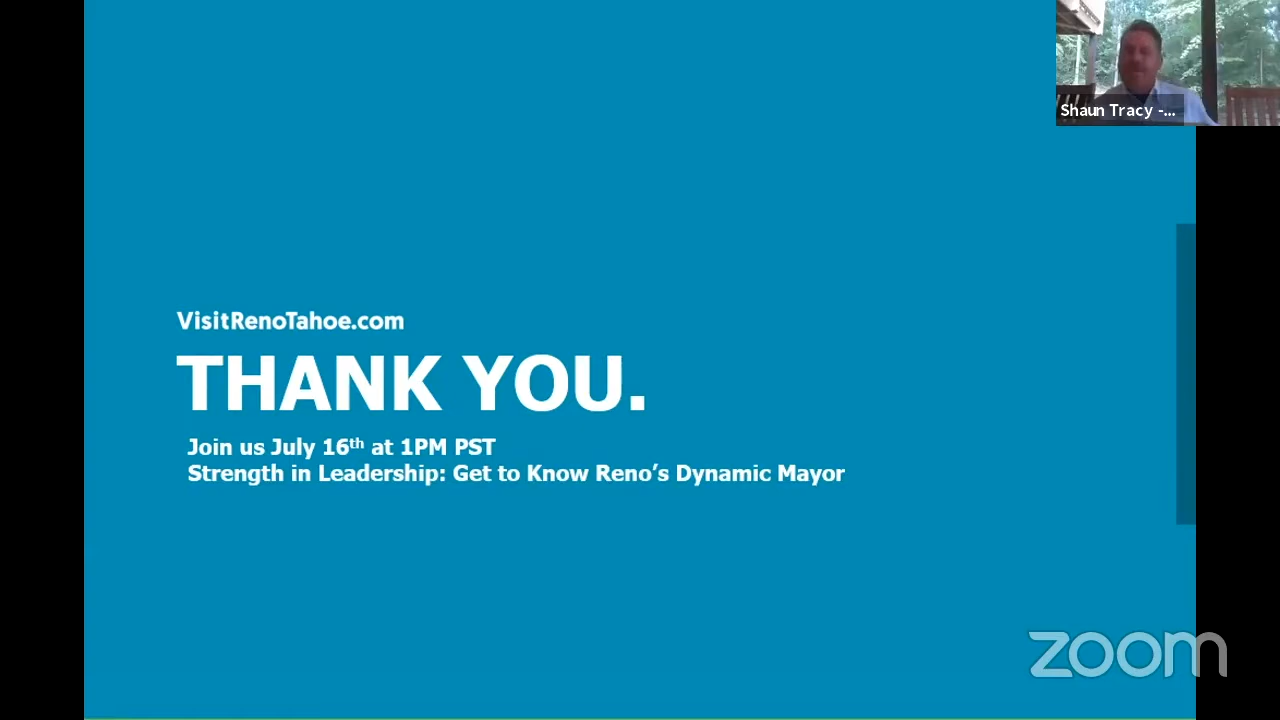 Shaun Tracy -...
VisitRenoTahoe.com
THANK YOU.
Join us July 16th at 1PM PST
Strength in Leadership: Get to Know Reno's Dynamic Mayor
zoom